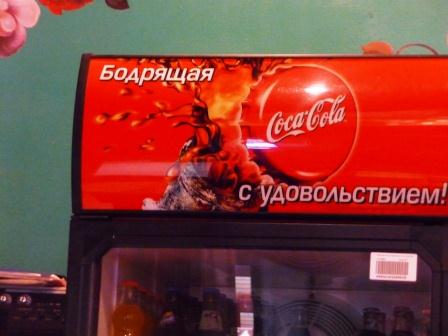 Бодрящая
Coca-Cola
с удовольствием!